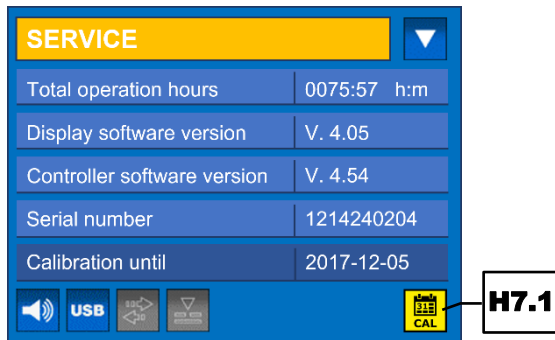 SERVICE
Total operation hours 0075:57 h:m
Display software version V. 4.05
Controller software version V. 4.54
Serial number 1214240204
Calibration until 2017-12-05
USB
31
CAL
H7.1